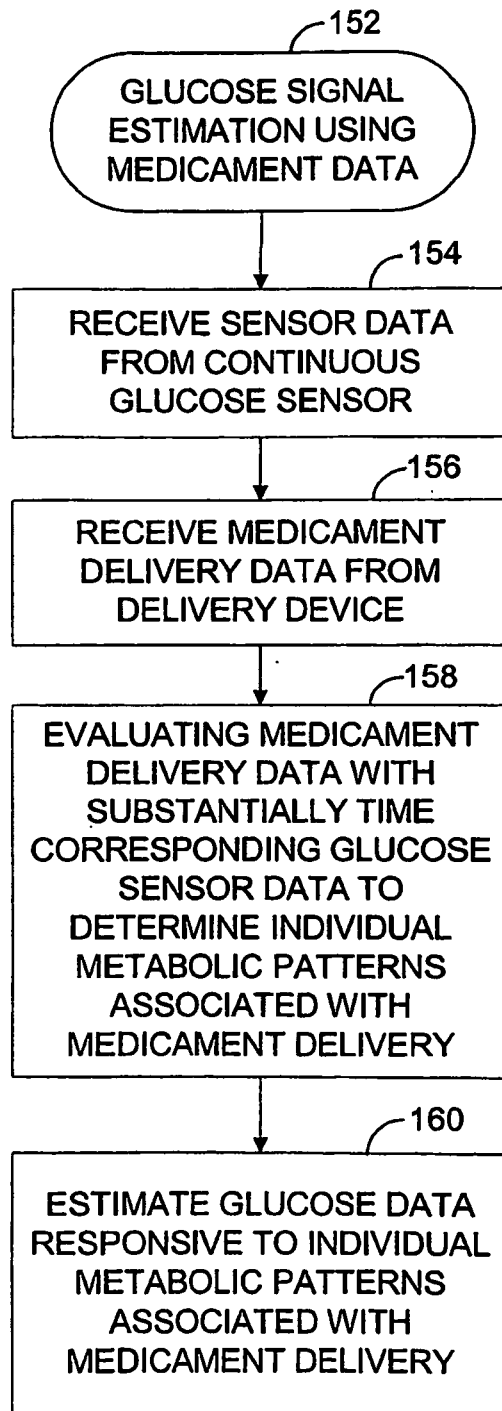 152
GLUCOSE SIGNAL
ESTIMATION USING
MEDICAMENT DATA
154
RECEIVE SENSOR DATA
FROM CONTINUOUS
GLUCOSE SENSOR
156
RECEIVE MEDICAMENT
DELIVERY DATA FROM
DELIVERY DEVICE
158
EVALUATING MEDICAMENT
DELIVERY DATA WITH
SUBSTANTIALLY TIME
CORRESPONDING GLUCOSE
SENSOR DATA TO
DETERMINE INDIVIDUAL
METABOLIC PATTERNS
ASSOCIATED WITH
MEDICAMENT DELIVERY
160
ESTIMATE GLUCOSE DATA
RESPONSIVE TO INDIVIDUAL
METABOLIC PATTERNS
ASSOCIATED WITH
MEDICAMENT DELIVERY